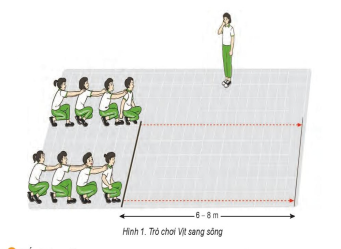 6 – 8 m
Hình 1. Trò chơi Vịt sang sông